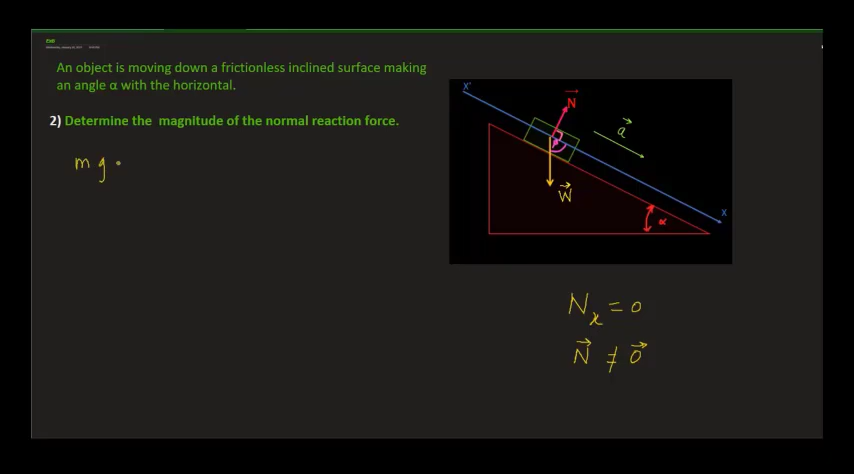 An object is moving down a frictionless inclined surface making
an angle α with the horizontal.
2) Determine the magnitude of the normal reaction force.
m g
X'
N
a
W
α
X
Nx = 0
N ≠ 0